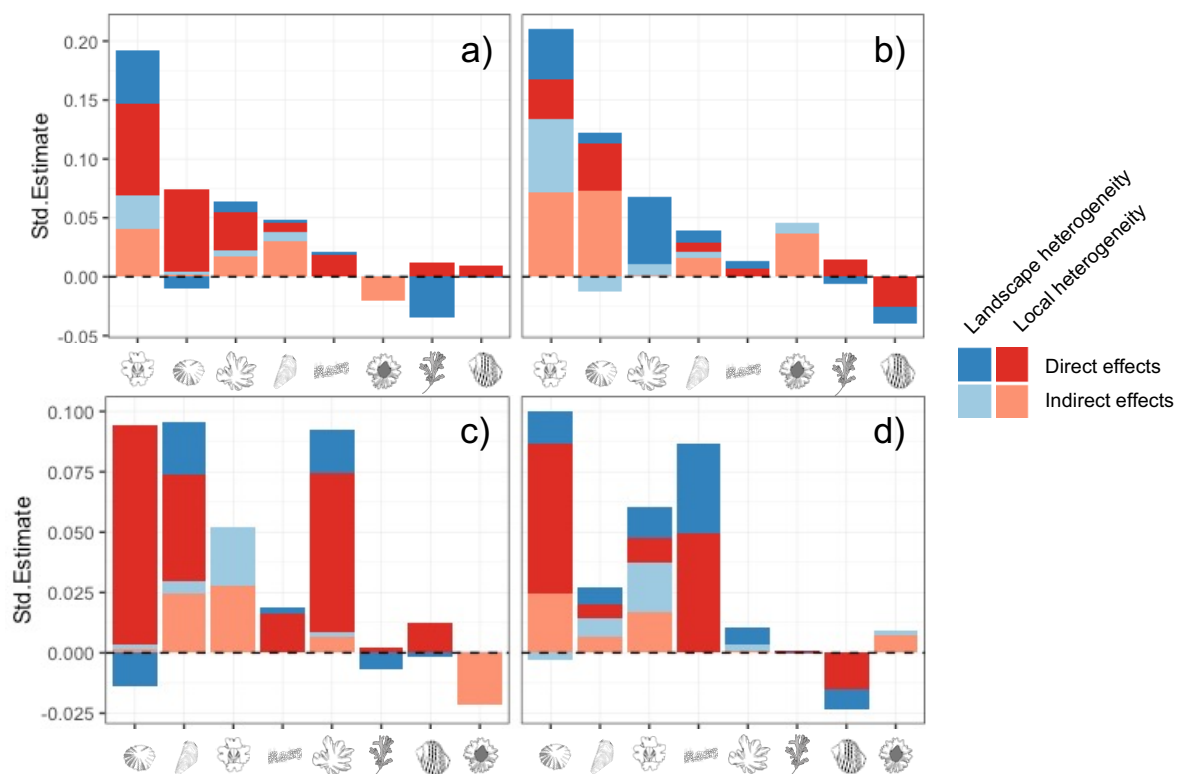 a)
b)
Std.Estimate
0.20
0.15
0.10
0.05
0.00
-0.05
Landscape heterogeneity
Local heterogeneity
Direct effects
Indirect effects
c)
d)
Std.Estimate
0.100
0.075
0.050
0.025
0.000
-0.025